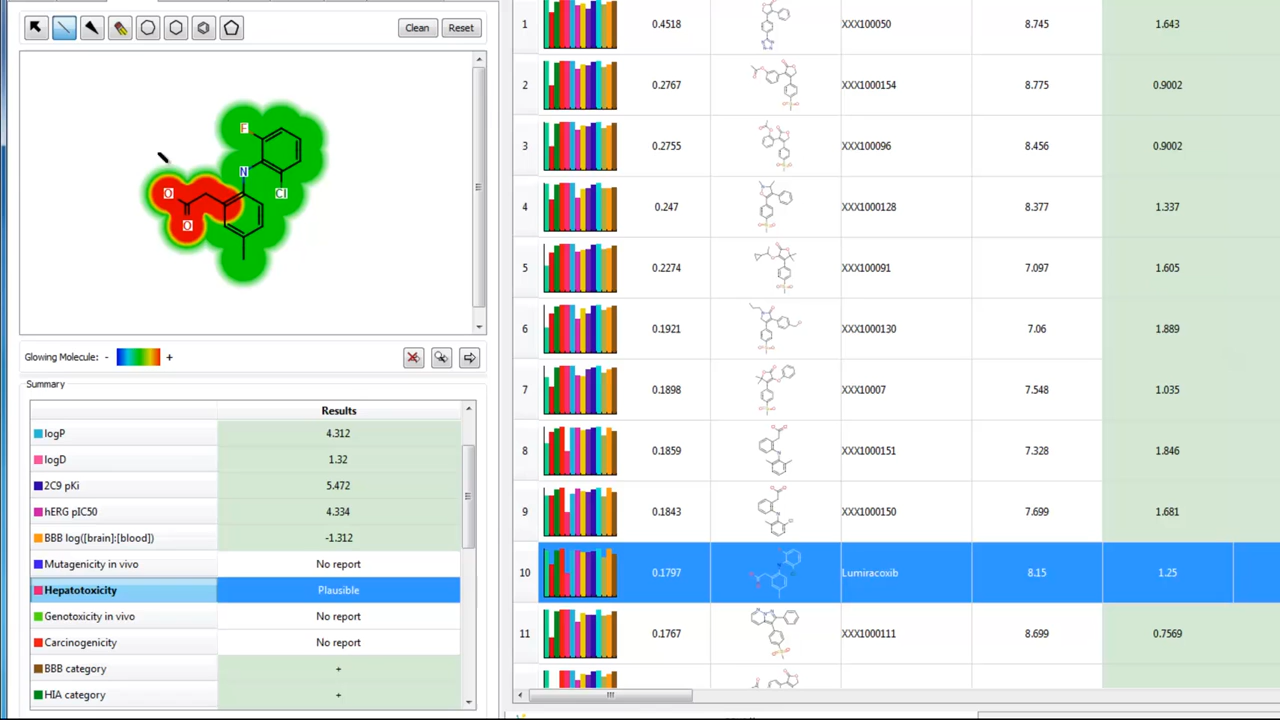 Clean Reset
F
N
O
Cl
O
Glowing Molecule: - +
Summary
Results
logP 4.312
logD 1.32
2C9 pKi 5.472
hERG pIC50 4.334
BBB log([brain]:[blood]) -1.312
Mutagenicity in vivo No report
Hepatotoxicity Plausible
Genotoxicity in vivo No report
Carcinogenicity No report
BBB category +
HIA category +
1 0.4518 XXX100050 8.745 1.643
2 0.2767 XXX1000154 8.775 0.9002
3 0.2755 XXX100096 8.456 0.9002
4 0.247 XXX1000128 8.377 1.337
5 0.2274 XXX100091 7.097 1.605
6 0.1921 XXX1000130 7.06 1.889
7 0.1898 XXX10007 7.548 1.035
8 0.1859 XXX1000151 7.328 1.846
9 0.1843 XXX1000150 7.699 1.681
10 0.1797 Lumiracoxib 8.15 1.25
11 0.1767 XXX1000111 8.699 0.7569